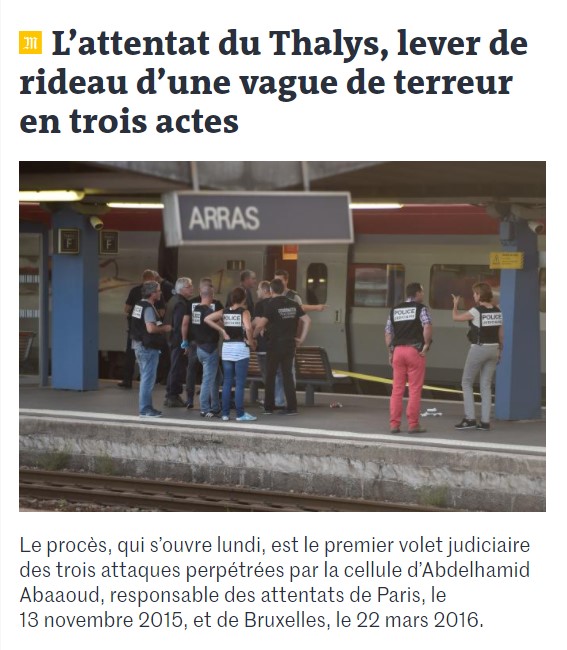 L’attentat du Thalys, lever de
rideau d’une vague de terreur
en trois actes
ARRAS
F
F
POLICE
POLICE
POLICE
POLICE
Le procès, qui s’ouvre lundi, est le premier volet judiciaire
des trois attaques perpétrées par la cellule d’Abdelhamid
Abaaoud, responsable des attentats de Paris, le
13 novembre 2015, et de Bruxelles, le 22 mars 2016.